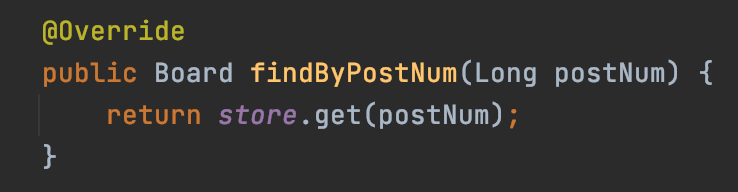 @Override
public Board findByPostNum(Long postNum) {
    return store.get(postNum);
}